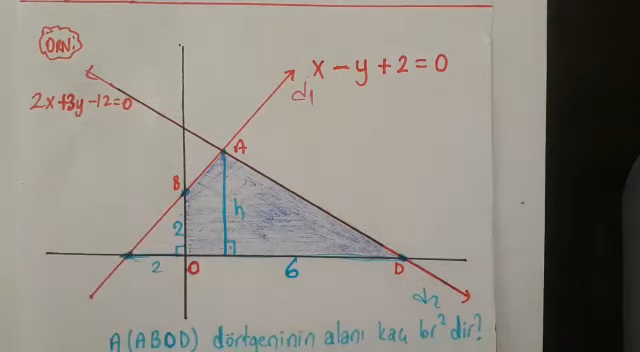 ÖRN:
x - y + 2 = 0
d1
2x+3y-12=0
A
B
h
2
2
O
6
D
d2
A(ABOD) dörtgeninin alanı kaç br² dir?